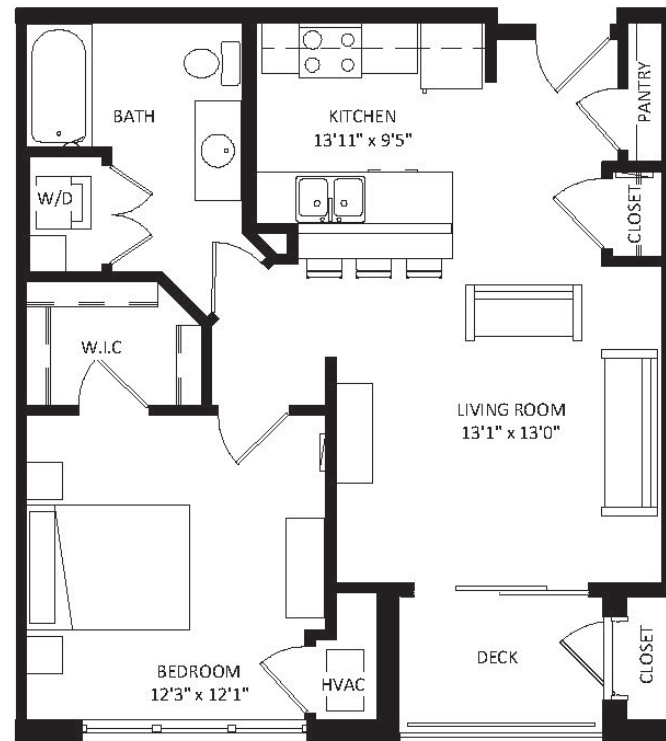 BATH
KITCHEN
13'11" x 9'5"
PANTRY
W/D
CLOSET
W.I.C
LIVING ROOM
13'1" x 13'0"
BEDROOM
12'3" x 12'1"
HVAC
DECK
CLOSET